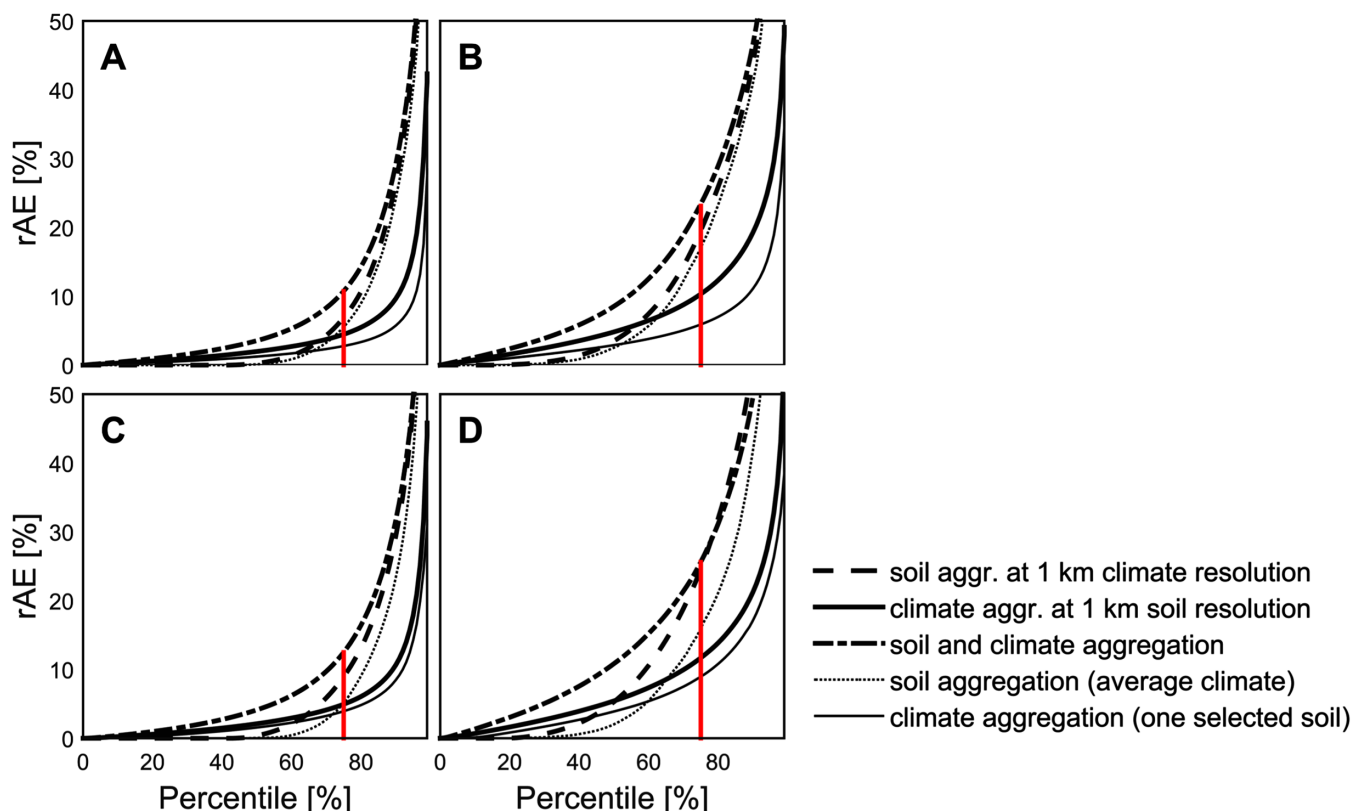 50
A
B
40
30
rAE [%]
20
10
0
50
C
D
40
30
rAE [%]
20
10
0
0 20 40 60 80 0 20 40 60 80
Percentile [%] Percentile [%]
soil aggr. at 1 km climate resolution
climate aggr. at 1 km soil resolution
soil and climate aggregation
soil aggregation (average climate)
climate aggregation (one selected soil)